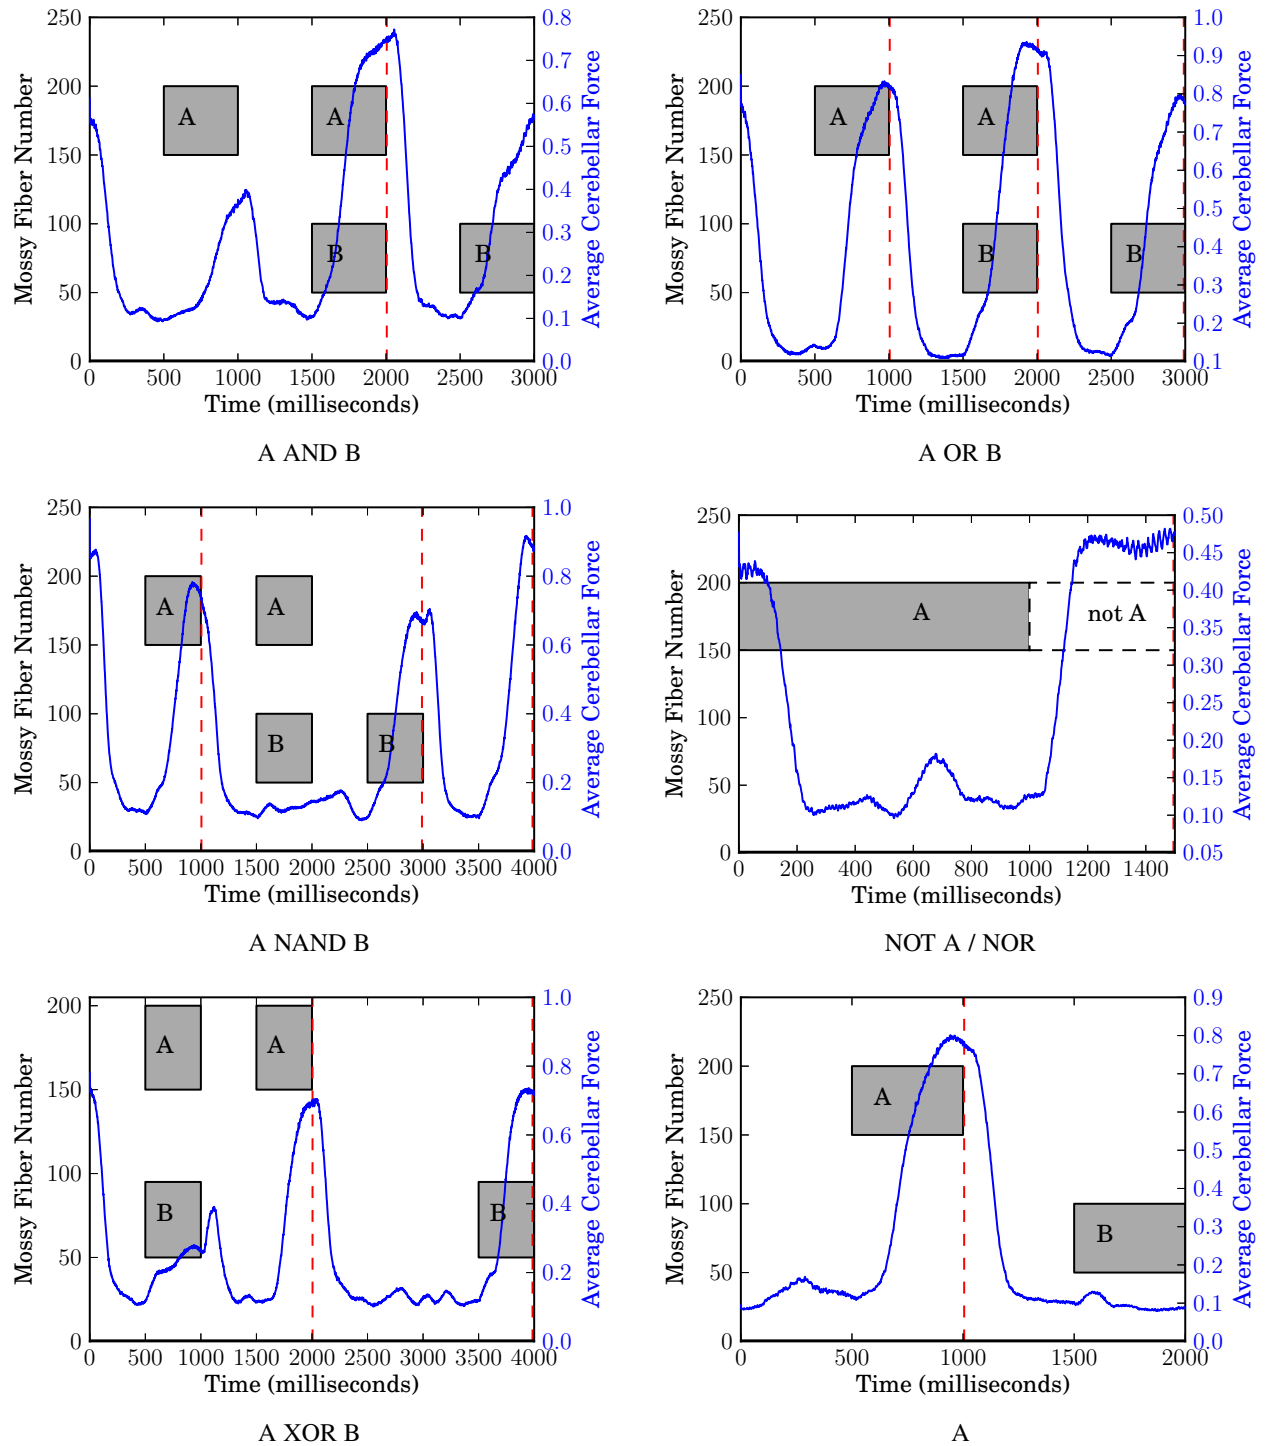 250
200
150
100
50
0
Mossy Fiber Number
A
A
B
B
0.8
0.7
0.6
0.5
0.4
0.3
0.2
0.1
0.0
Average Cerebellar Force
0 500 1000 1500 2000 2500 3000
Time (milliseconds)
A AND B
250
200
150
100
50
0
Mossy Fiber Number
A
A
B
B
1.0
0.9
0.8
0.7
0.6
0.5
0.4
0.3
0.2
0.1
Average Cerebellar Force
0 500 1000 1500 2000 2500 3000
Time (milliseconds)
A OR B
250
200
150
100
50
0
Mossy Fiber Number
A
A
B
B
1.0
0.8
0.6
0.4
0.2
0.0
Average Cerebellar Force
0 500 1000 1500 2000 2500 3000 3500 4000
Time (milliseconds)
A NAND B
250
200
150
100
50
0
Mossy Fiber Number
A
not A
0.50
0.45
0.40
0.35
0.30
0.25
0.20
0.15
0.10
0.05
Average Cerebellar Force
0 200 400 600 800 1000 1200 1400
Time (milliseconds)
NOT A / NOR
200
150
100
50
0
Mossy Fiber Number
A
A
B
B
1.0
0.8
0.6
0.4
0.2
0.0
Average Cerebellar Force
0 500 1000 1500 2000 2500 3000 3500 4000
Time (milliseconds)
A XOR B
250
200
150
100
50
0
Mossy Fiber Number
A
B
0.9
0.8
0.7
0.6
0.5
0.4
0.3
0.2
0.1
0.0
Average Cerebellar Force
0 500 1000 1500 2000
Time (milliseconds)
A